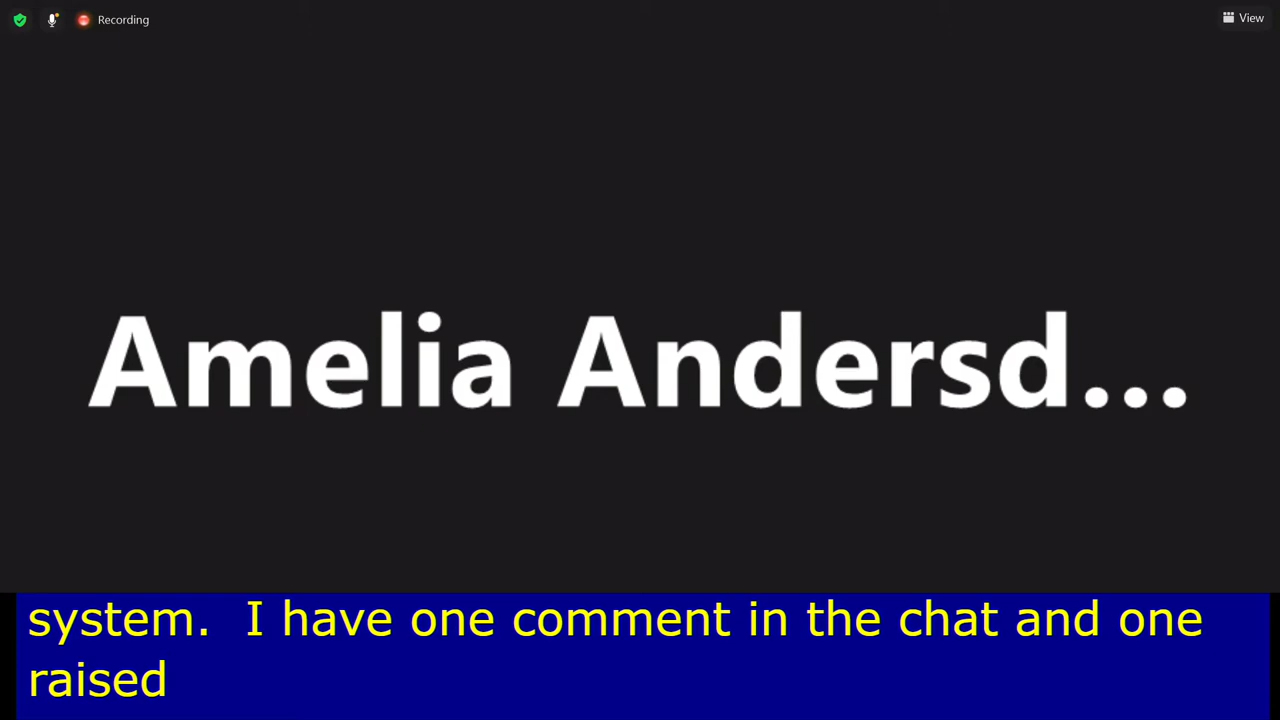 Recording
View
Amelia Andersd...
system.  I have one comment in the chat and one
raised